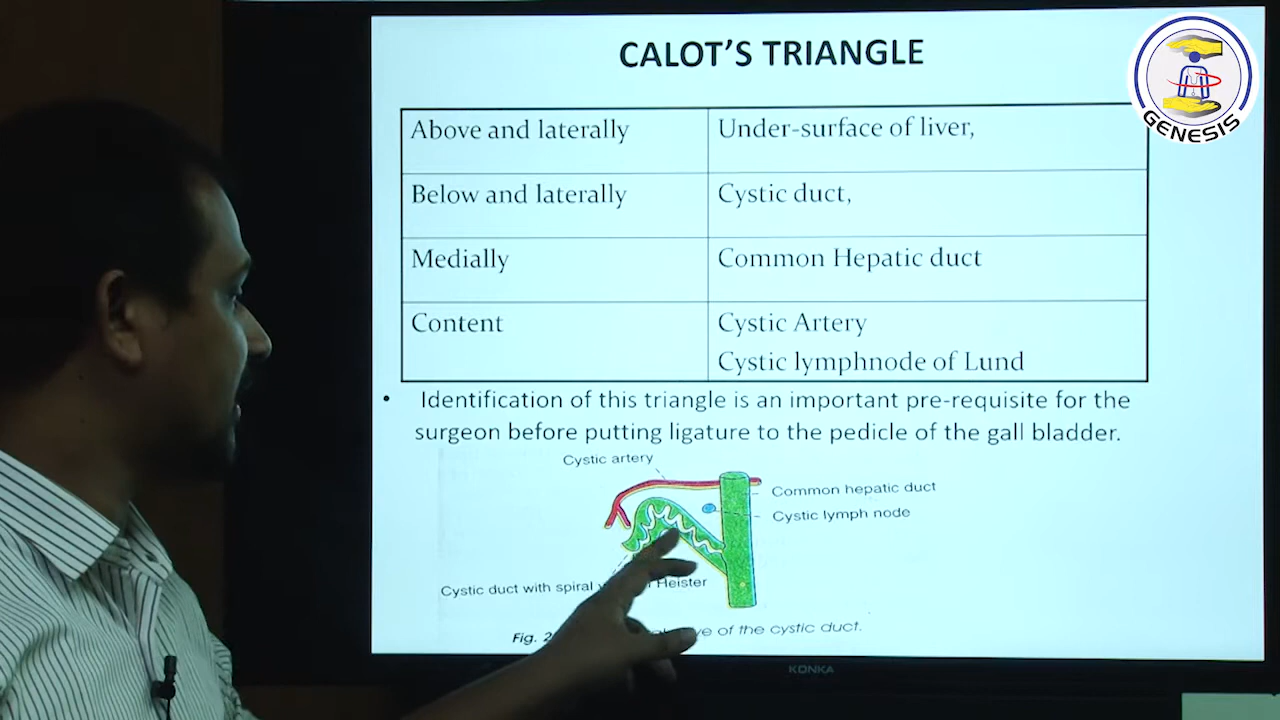 CALOT'S TRIANGLE
GENESIS
Above and laterally
Under-surface of liver,
Below and laterally
Cystic duct,
Medially
Common Hepatic duct
Content
Cystic Artery
Cystic lymphnode of Lund
• Identification of this triangle is an important pre-requisite for the
surgeon before putting ligature to the pedicle of the gall bladder.
Cystic artery
Common hepatic duct
Cystic lymph node
Cystic duct with spiral Heister
Fig. 2 of the cystic duct.
KONKA